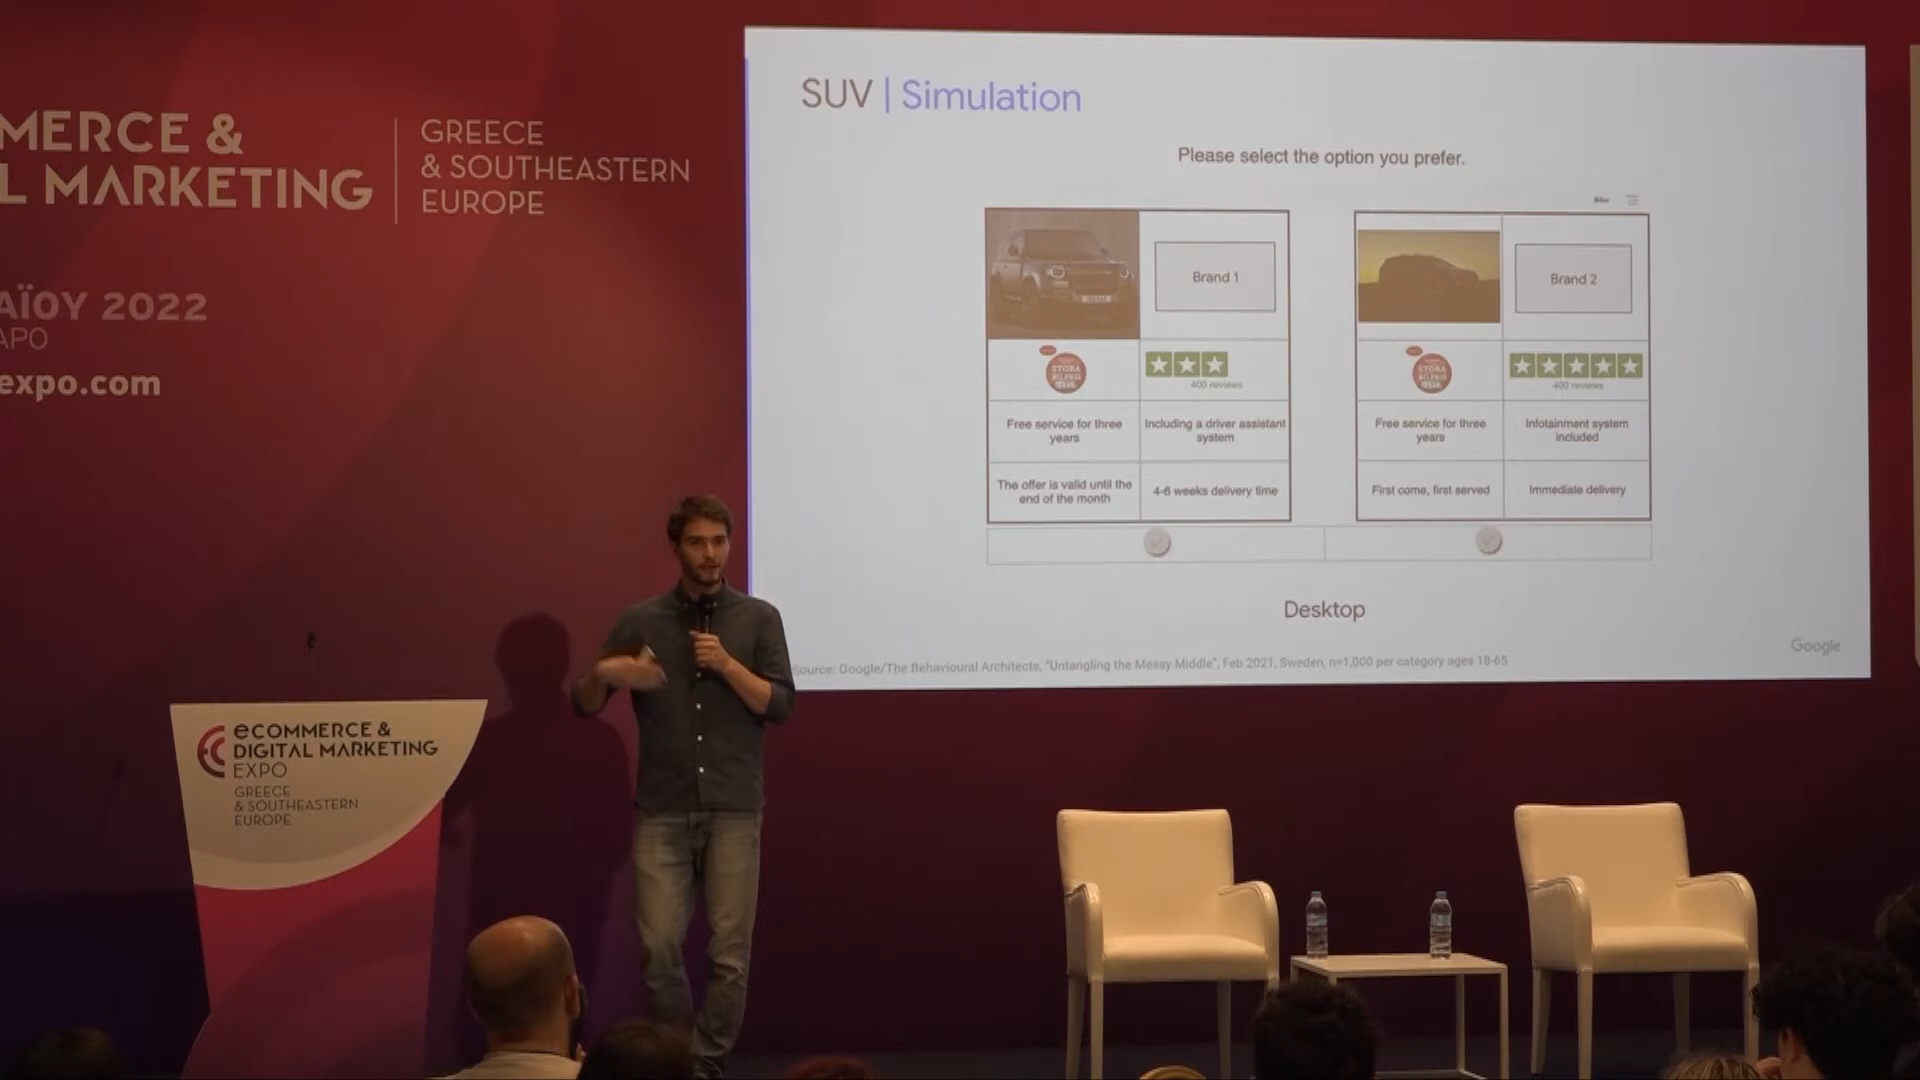 MERCE &
L MARKETING
GREECE
& SOUTHEASTERN
EUROPE
ΑΪΟΥ 2022
APO
expo.com
SUV | Simulation
Please select the option you prefer.
Brand 1
400 reviews
Free service for three
years
Including a driver assistant
system
The offer is valid until the
end of the month
4-6 weeks delivery time
Brand 2
400 reviews
Free service for three
years
Infotainment system
included
First come, first served
Immediate delivery
Desktop
Google
Source: Google/The Behavioural Architects, "Untangling the Messy Middle", Feb 2021, Sweden, n=1,000 per category ages 18-65
eCOMMERCE &
DIGITAL MARKETING
EXPO
GREECE
& SOUTHEASTERN
EUROPE